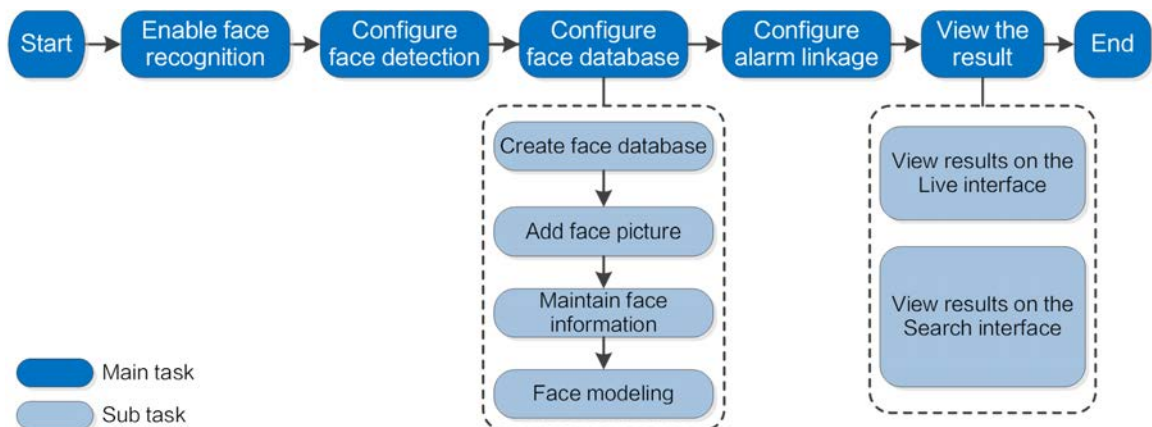 Start
Enable face
recognition
Configure
face detection
Configure
face database
Configure
alarm linkage
View the
result
End
Create face database
Add face picture
Maintain face
information
Face modeling
View results on the
Live interface
View results on the
Search interface
Main task
Sub task